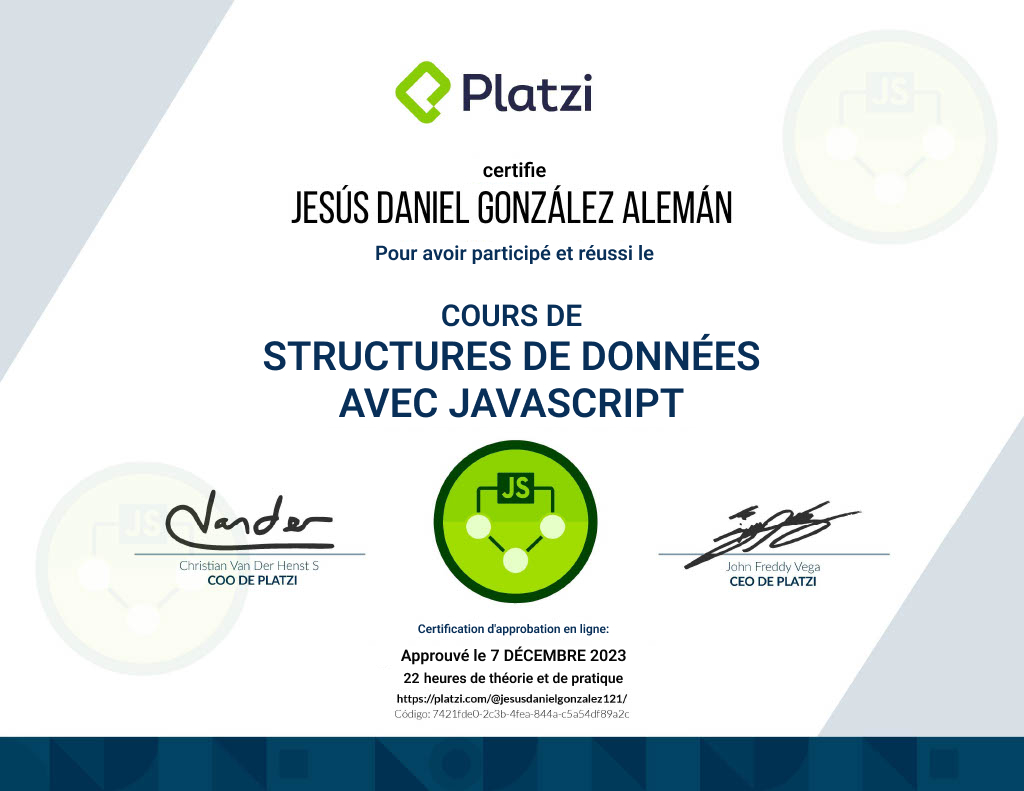 Platzi
certifie
JESÚS DANIEL GONZÁLEZ ALEMÁN
Pour avoir participé et réussi le
COURS DE
STRUCTURES DE DONNÉES
AVEC JAVASCRIPT
JS
JS
JS
Vander
Christian Van Der Henst S
COO DE PLATZI
John Freddy Vega
CEO DE PLATZI
Certification d'approbation en ligne:
Approuvé le 7 DÉCEMBRE 2023
22 heures de théorie et de pratique
https://platzi.com/@jesusdanielgonzalez121/
Código: 7421fde0-2c3b-4fea-844a-c5a54df89a2c